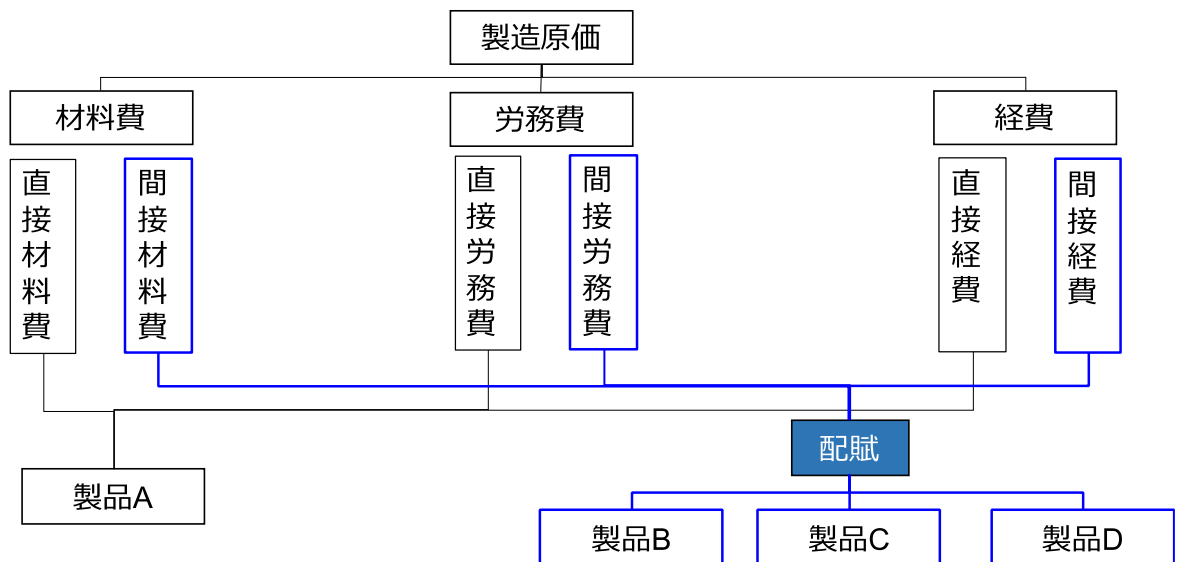 製造原価
材料費
労務費
経費
直接材料費
間接材料費
直接労務費
間接労務費
直接経費
間接経費
配賦
製品A
製品B
製品C
製品D